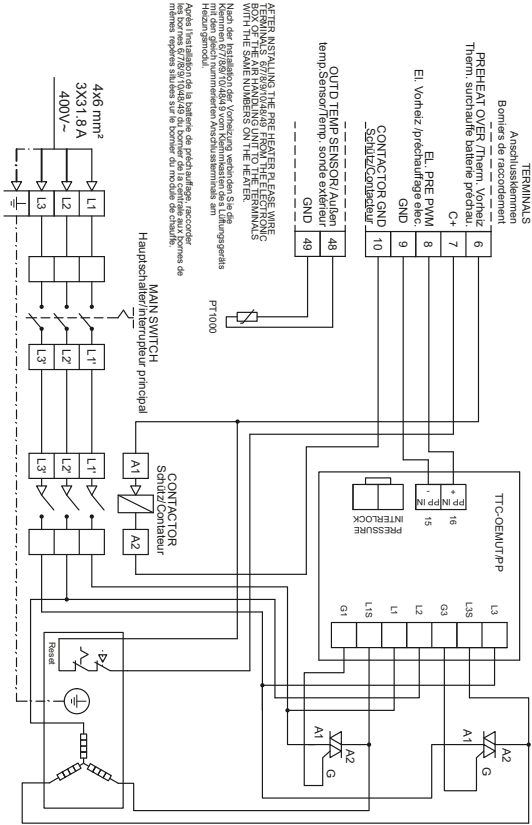 TERMINALS
Anschlussklemmen
Borniers de raccordement
PREHEAT OVER /Therm. Vorheiz
Therm. surchauffe batterie préchau.
6
C+
7
EL. PRE PWM
8
El. Vorheiz /préchauffage élec.
GND
9
CONTACTOR GND
Schütz/Contacteur
10
OUTD.TEMP SENSOR/ Außen
temp.Sensor/Temp. sonde extérieur
48
GND
49
PT1000
AFTER INSTALLING THE PRE HEATER PLEASE WIRE
TERMINALS 6/7/8/9/10/48/49 FROM THE ELECTRONIC
BOX OF THE AIR HANDLING UNIT TO THE TERMINALS
WITH THE SAME NUMBERS ON THE HEATER.
Nach der Installation der Vorheizung verbinden Sie die
Klemmen 6/7/8/9/10/48/49 vom Klemmkasten des Lüftungsgeräts
mit den gleich nummerierten Anschlussterminals am
Heizungsmodul.
Après l'installation de la batterie de préchauffage, raccorder
les bornes 6/7/8/9/10/48/49 du bornier de la centrale aux bornes de
mêmes repères situées sur le bornier du module de chauffe.
TTC-OEMUT/PP
+
PP IN
16
-
PP IN
15
PRESSURE
INTERLOCK
L3
L3S
G3
L2
L1
L1S
G1
A1
A2
G
A1
A2
G
CONTACTOR
Schütz/Contateur
A1
A2
MAIN SWITCH
Hauptschalter/interrupteur principal
4x6 mm²
3X31.8 A
400V~
L1
L2
L3
L1'
L2'
L3'
L1'
L2'
L3'
Reset